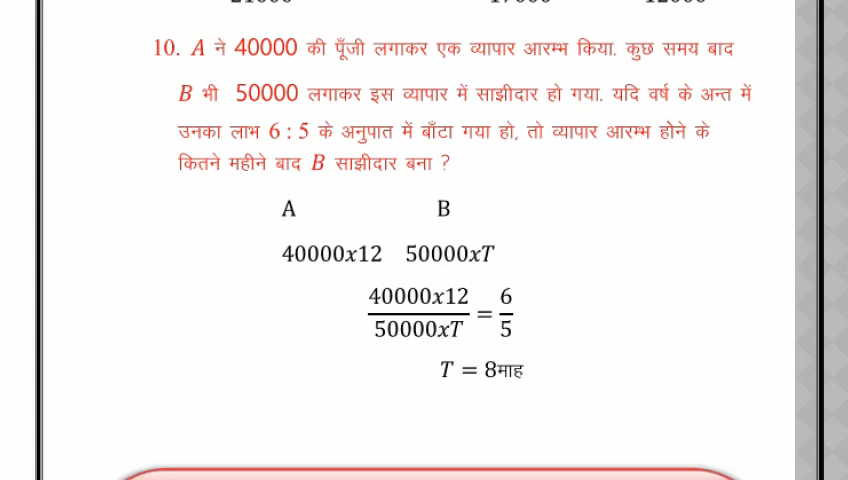 10. A ने 40000 की पूँजी लगाकर एक व्यापार आरम्भ किया. कुछ समय बाद
B भी 50000 लगाकर इस व्यापार में साझीदार हो गया. यदि वर्ष के अन्त में
उनका लाभ 6 : 5 के अनुपात में बाँटा गया हो, तो व्यापार आरम्भ होने के
कितने महीने बाद B साझीदार बना ?
A B
40000x12 50000xT
40000x12 / 50000xT = 6 / 5
T = 8माह